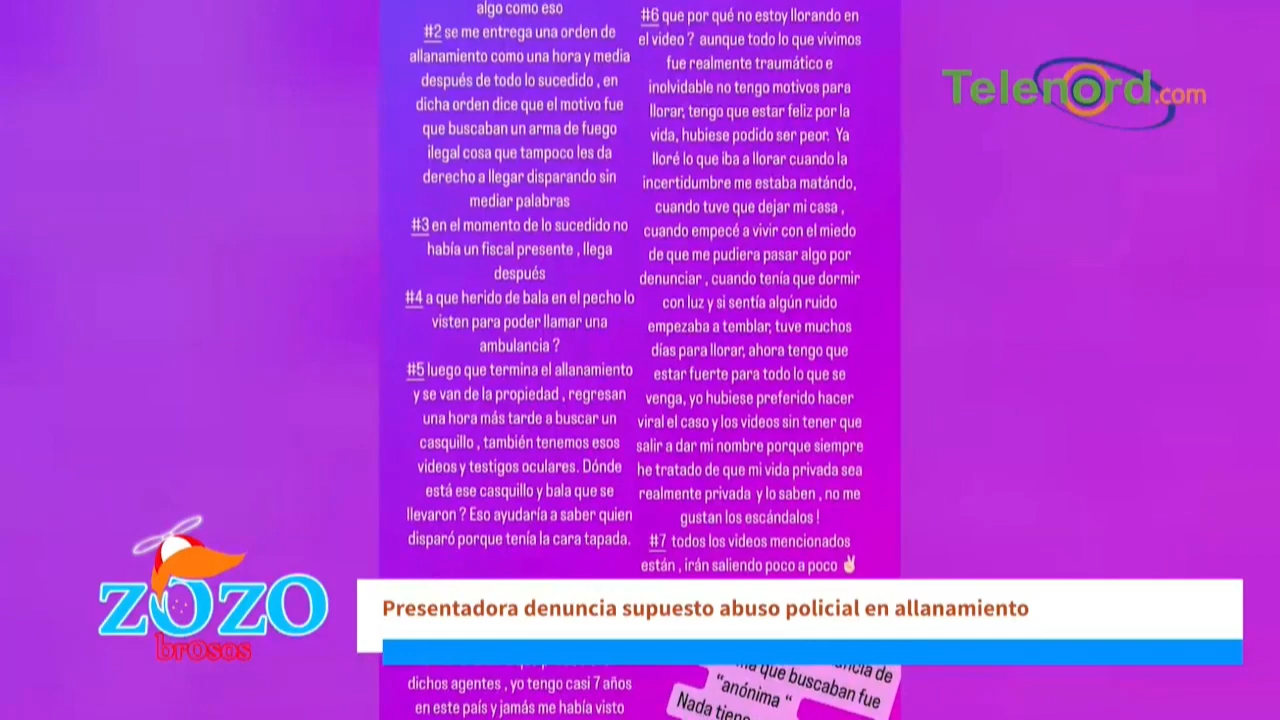 algo como eso
#2 se me entrega una orden de
allanamiento como una hora y media
después de todo lo sucedido , en
dicha orden dice que el motivo fue
que buscaban un arma de fuego
ilegal cosa que tampoco les da
derecho a llegar disparando sin
mediar palabras
#3 en el momento de lo sucedido no
había un fiscal presente , llega
después
#4 a que herido de bala en el pecho lo
visten para poder llamar una
ambulancia ?
#5 luego que termina el allanamiento
y se van de la propiedad , regresan
una hora más tarde a buscar un
casquillo , también tenemos esos
videos y testigos oculares. Dónde
está ese casquillo y bala que se
llevaron ? Eso ayudaría a saber quien
disparó porque tenía la cara tapada.
dichos agentes , yo tengo casi 7 años
en este país y jamás me había visto
#6 que por qué no estoy llorando en
el video ? aunque todo lo que vivimos
fue realmente traumático e
inolvidable no tengo motivos para
llorar, tengo que estar feliz por la
vida, hubiese podido ser peor. Ya
lloré lo que iba a llorar cuando la
incertidumbre me estaba matándo,
cuando tuve que dejar mi casa ,
cuando empecé a vivir con el miedo
de que me pudiera pasar algo por
denunciar , cuando tenía que dormir
con luz y si sentía algún ruido
empezaba a temblar, tuve muchos
días para llorar, ahora tengo que
estar fuerte para todo lo que se
venga, yo hubiese preferido hacer
viral el caso y los videos sin tener que
salir a dar mi nombre porque siempre
he tratado de que mi vida privada sea
realmente privada y lo saben , no me
gustan los escándalos !
#7 todos los videos mencionados
están , irán saliendo poco a poco ✌🏻
de
que buscaban fue
"anónima "
Nada
Telenord.com
ZOZO
brosos
Presentadora denuncia supuesto abuso policial en allanamiento